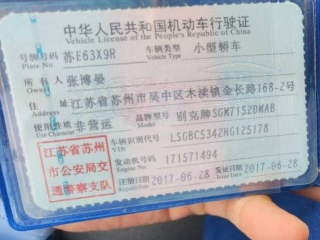 中华人民共和国机动车行驶证
Vehicle License of the People's Republic of China
号牌号码 苏E63X9R 车辆类型 小型轿车
Plate No. Vehicle Type
所有人 张博晏
Owner
住址 江苏省苏州市吴中区木渎镇金长路168-2号
Address
使用性质 非营运 品牌型号 别克牌SGM7152DMAB
Use Character Model
江苏省苏州
市公安局交
通警察支队
车辆识别代号 LSGBC534ZHG125178
VIN
发动机号码 171571494
Engine No.
注册日期 2017-06-28 发证日期 2017-06-28
Register Date Issue Date